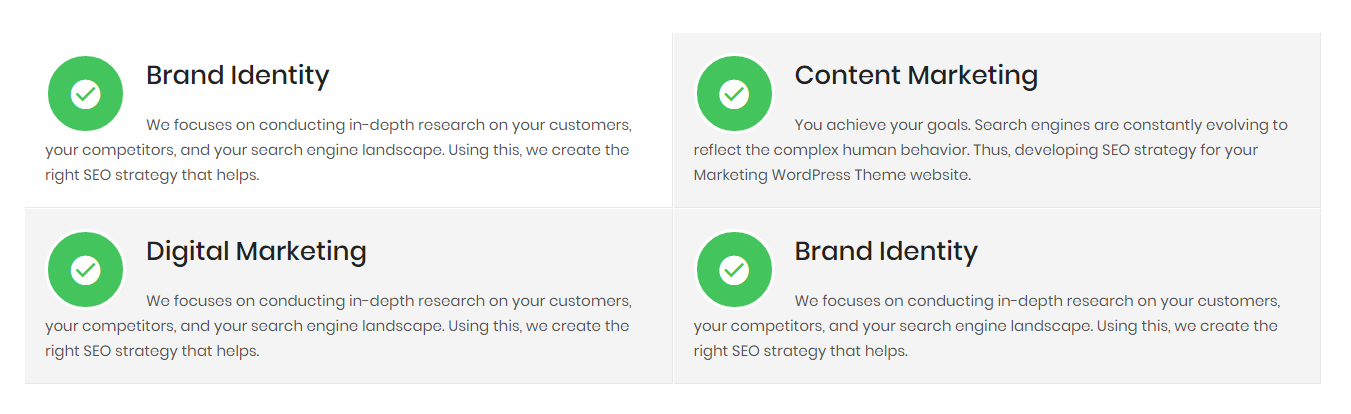 Brand Identity
We focuses on conducting in-depth research on your customers,
your competitors, and your search engine landscape. Using this, we create the
right SEO strategy that helps.
Content Marketing
You achieve your goals. Search engines are constantly evolving to
reflect the complex human behavior. Thus, developing SEO strategy for your
Marketing WordPress Theme website.
Digital Marketing
We focuses on conducting in-depth research on your customers,
your competitors, and your search engine landscape. Using this, we create the
right SEO strategy that helps.
Brand Identity
We focuses on conducting in-depth research on your customers,
your competitors, and your search engine landscape. Using this, we create the
right SEO strategy that helps.